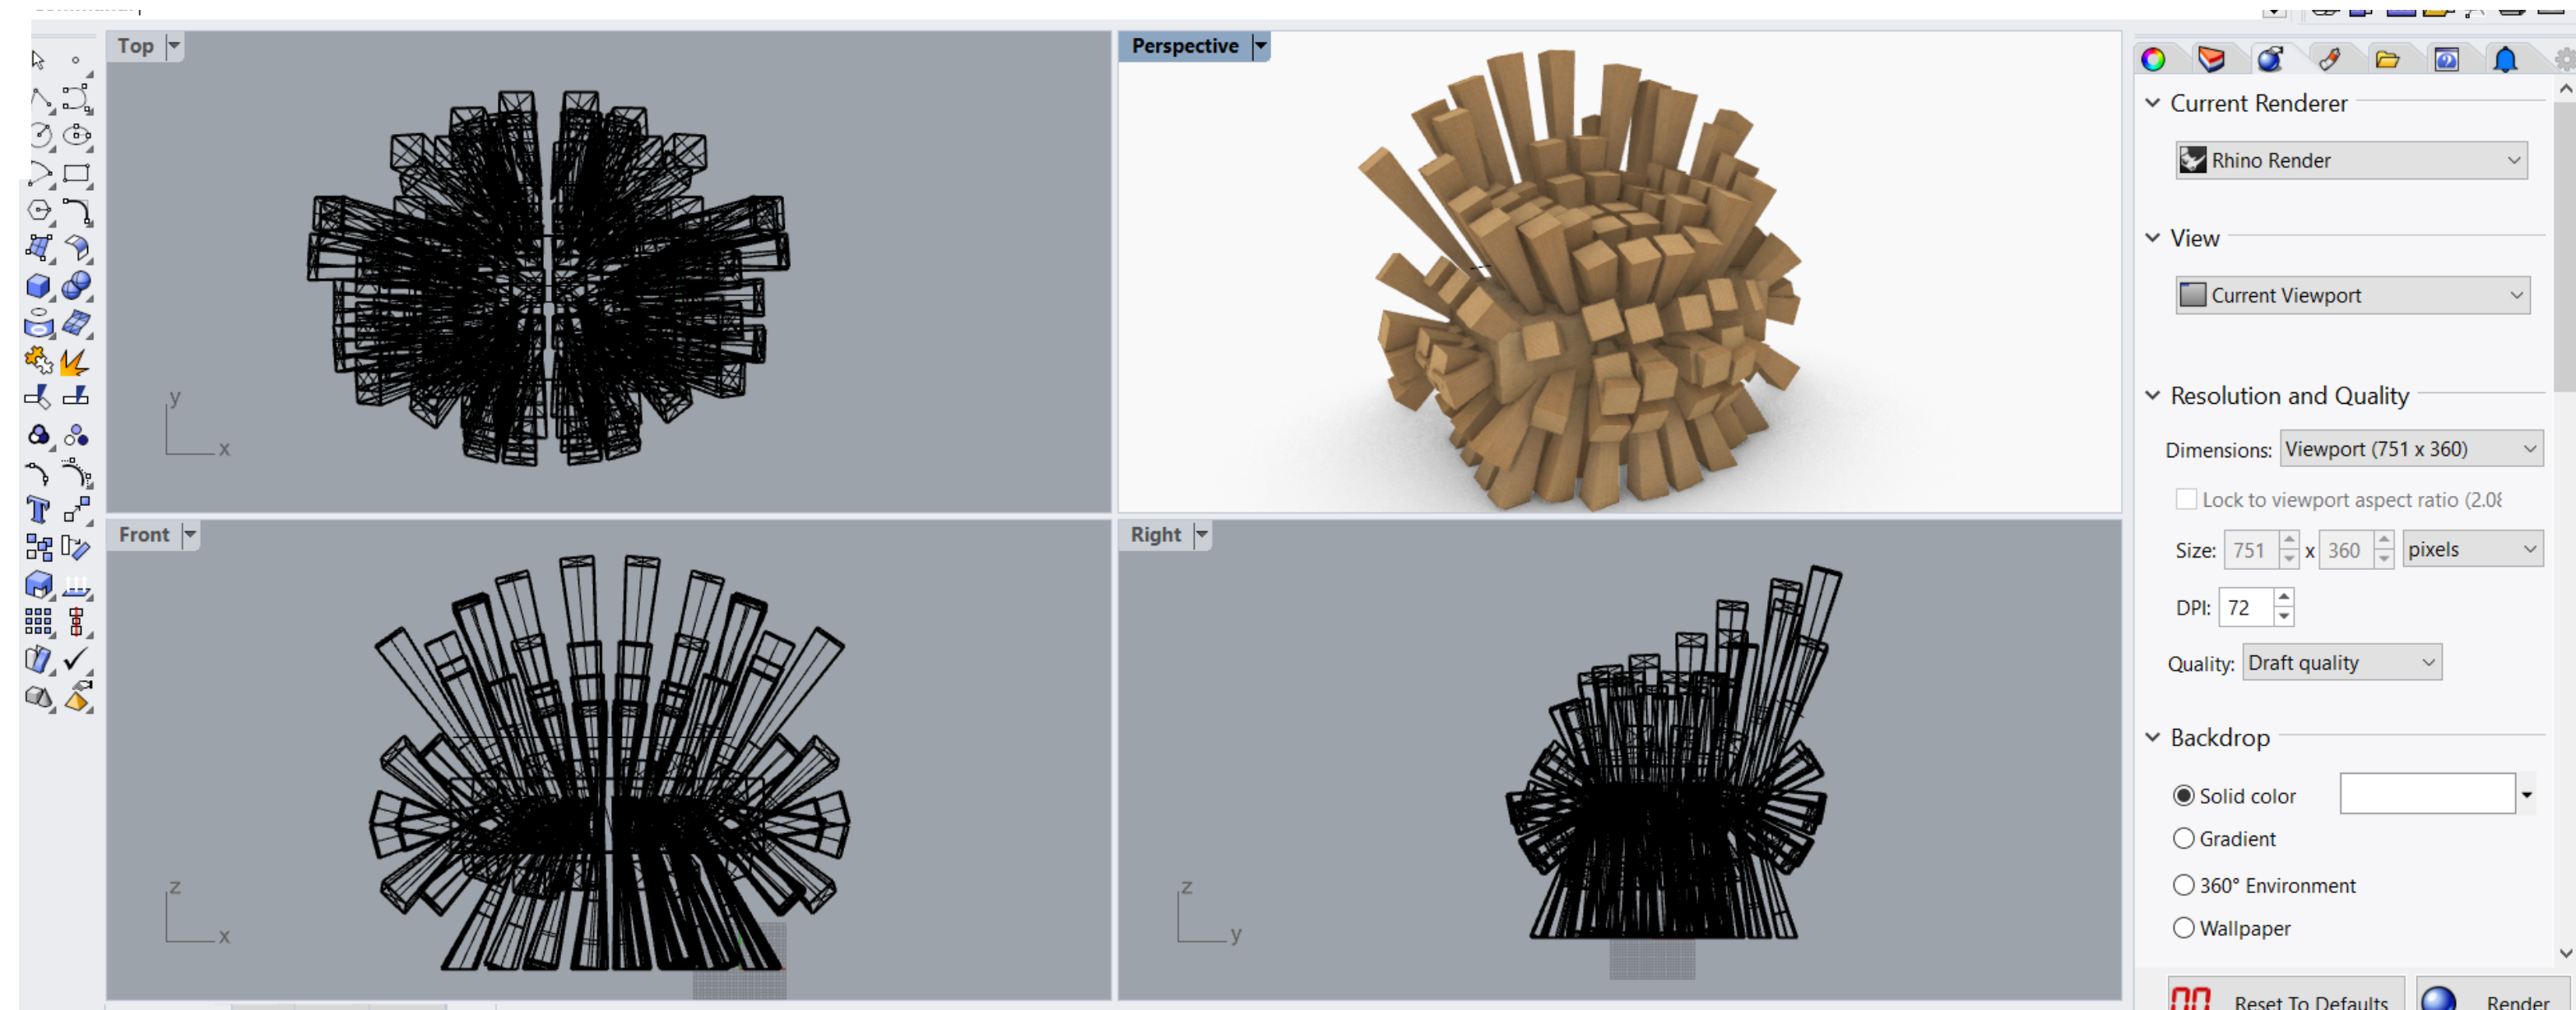 Top
Perspective
Front
Right
y
x
z
x
z
y
Current Renderer
Rhino Render
View
Current Viewport
Resolution and Quality
Dimensions: Viewport (751 x 360)
Lock to viewport aspect ratio (2.08
Size: 751 x 360 pixels
DPI: 72
Quality: Draft quality
Backdrop
Solid color
Gradient
360° Environment
Wallpaper
Reset To Defaults
Render